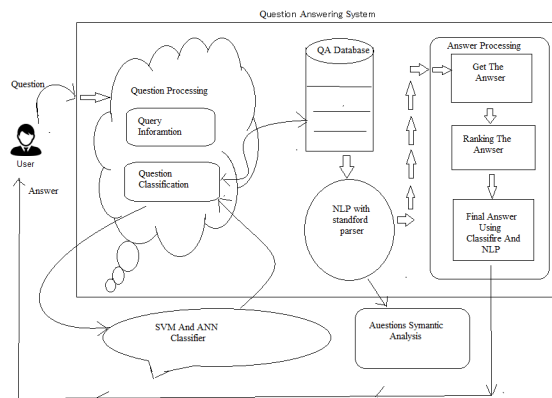 Question Answering System
Question
User
Answer
Question Processing
Query
Inforamtion
Question
Classification
QA Database
NLP with
standford
parser
Answer Processing
Get The
Anwser
Ranking The
Anwser
Final Answer
Using
Classifire And
NLP
SVM And ANN
Classifier
Auestions Semantic
Analysis